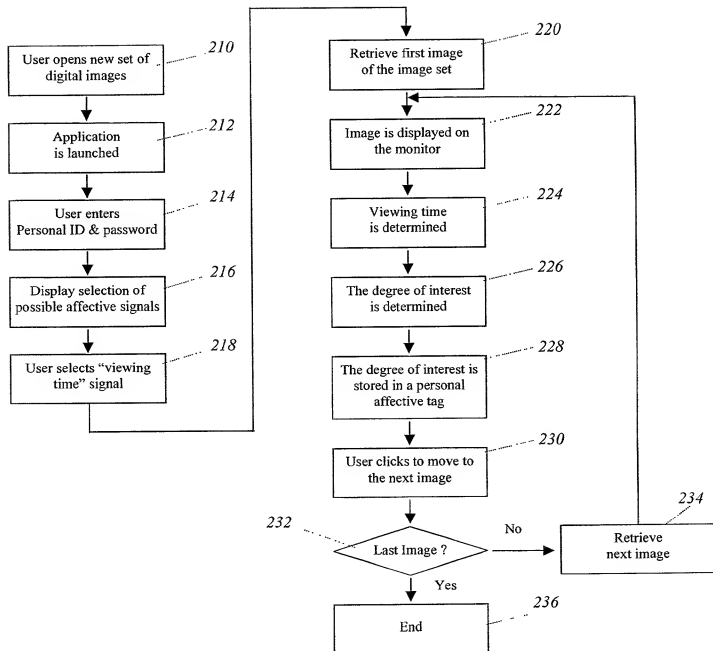 210
User opens new set of
digital images
212
Application
is launched
214
User enters
Personal ID & password
216
Display selection of
possible affective signals
218
User selects "viewing
time" signal
220
Retrieve first image
of the image set
222
Image is displayed on
the monitor
224
Viewing time
is determined
226
The degree of interest
is determined
228
The degree of interest is
stored in a personal
affective tag
230
User clicks to move to
the next image
232
Last Image ?
No
234
Retrieve
next image
Yes
236
End